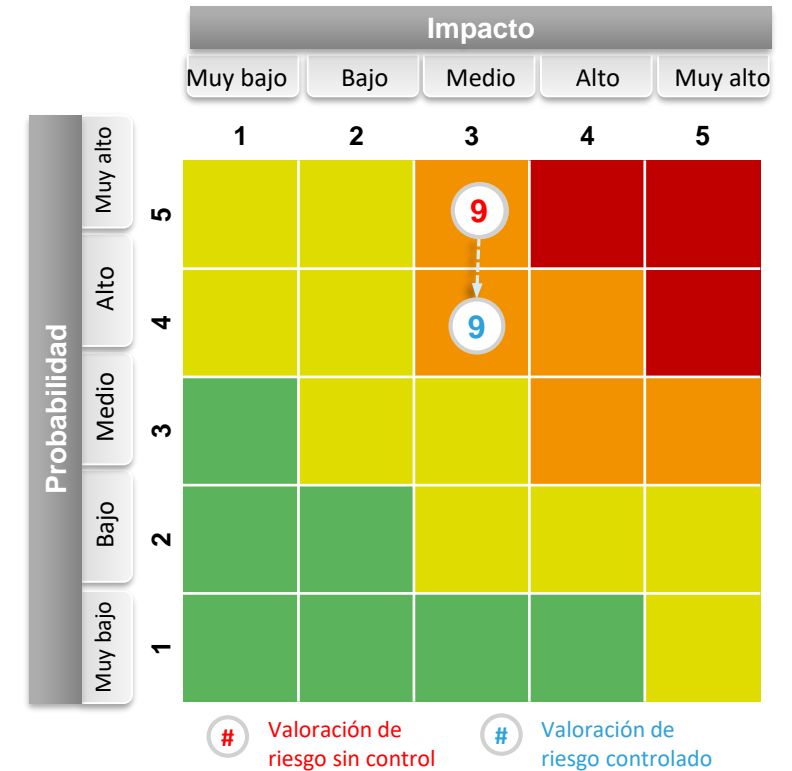 Impacto
Muy bajo Bajo Medio Alto Muy alto
1 2 3 4 5
Probabilidad
Muy alto 5
9
Alto 4
9
Medio 3
Bajo 2
Muy bajo 1
# Valoración de
riesgo sin control
# Valoración de
riesgo controlado